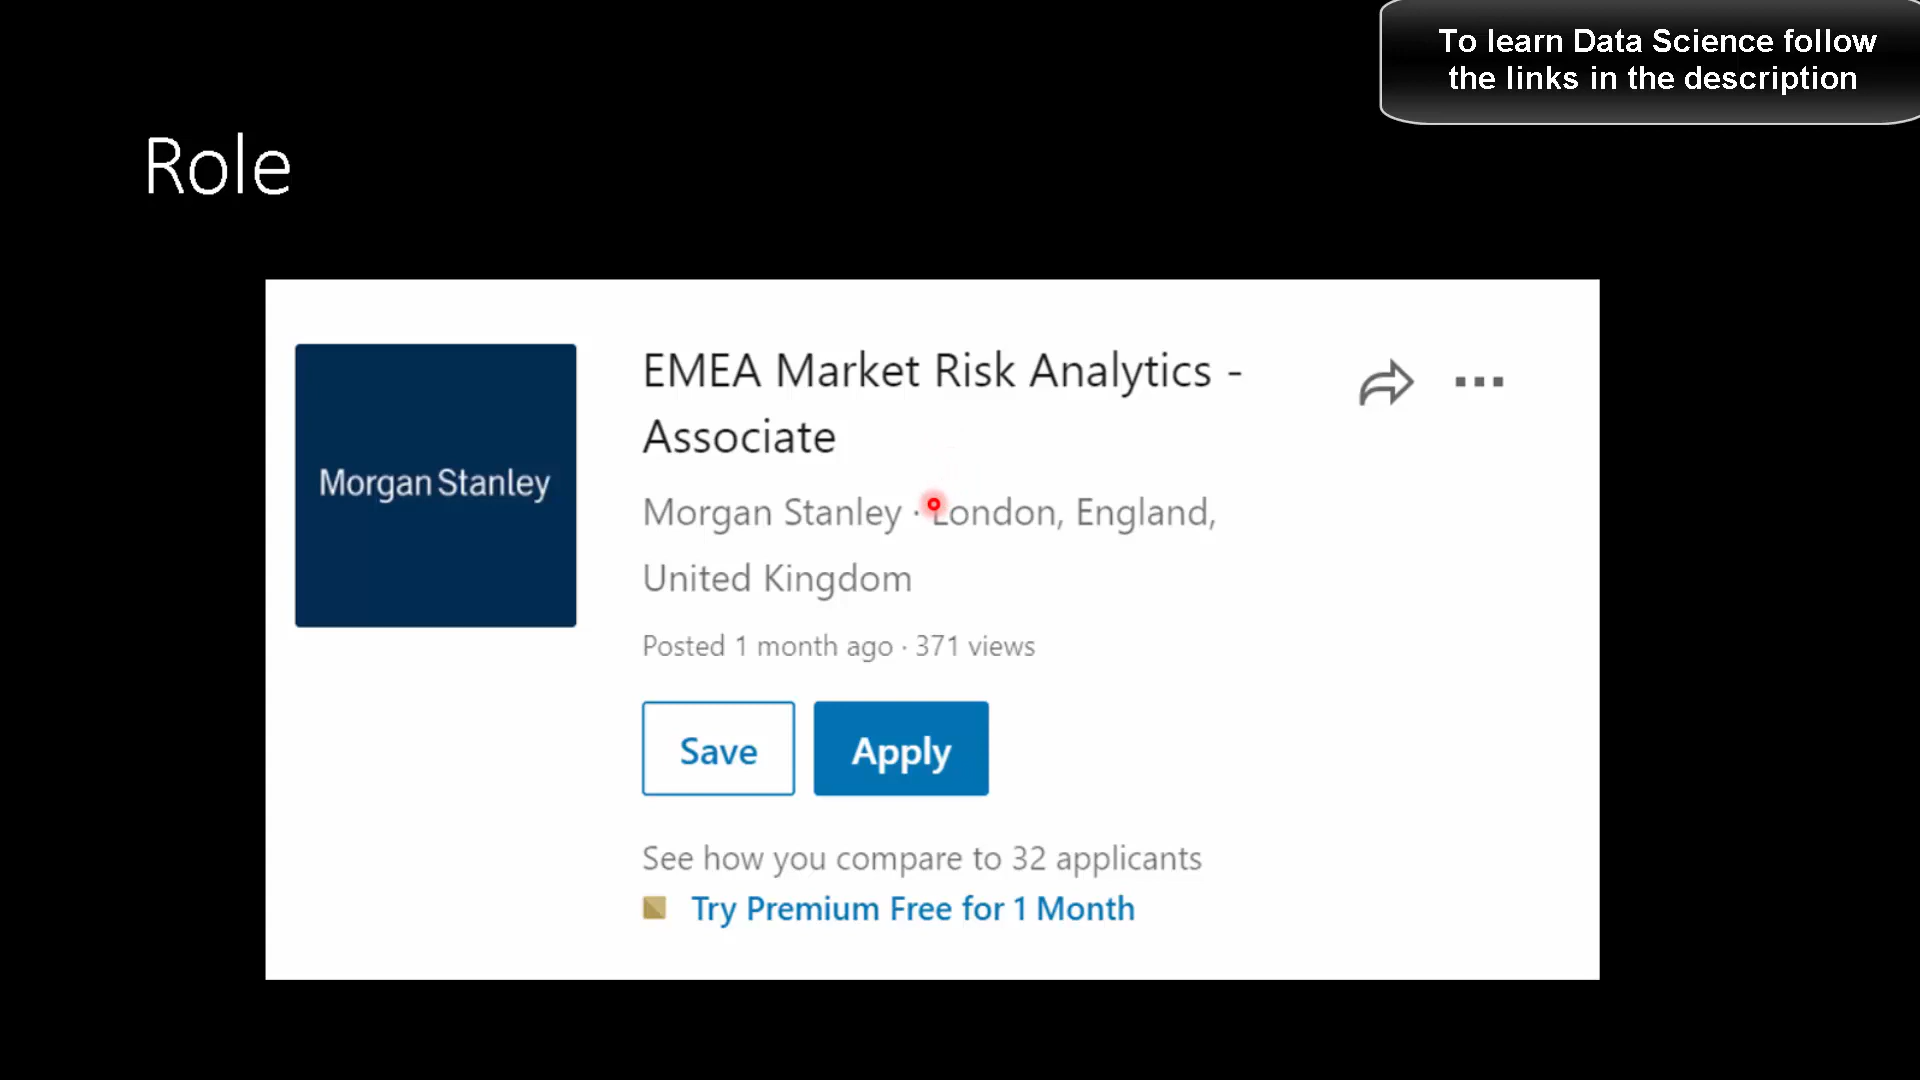 To learn Data Science follow
the links in the description
Role
Morgan Stanley
EMEA Market Risk Analytics -
Associate
Morgan Stanley · London, England,
United Kingdom
Posted 1 month ago · 371 views
Save
Apply
See how you compare to 32 applicants
Try Premium Free for 1 Month